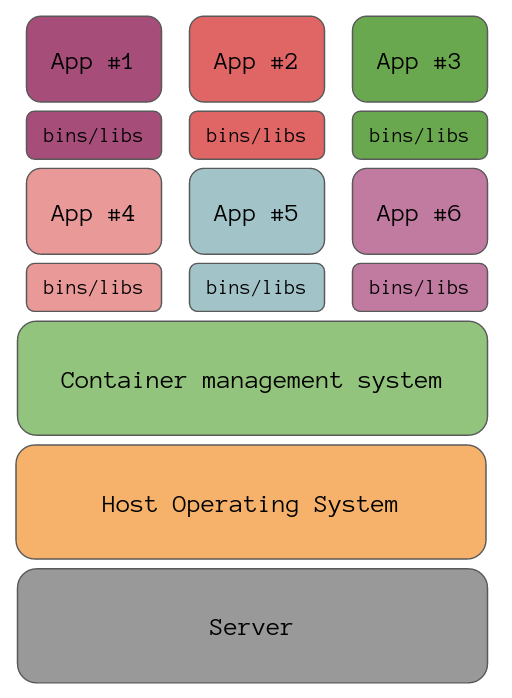 App #1
App #2
App #3
bins/libs
bins/libs
bins/libs
App #4
App #5
App #6
bins/libs
bins/libs
bins/libs
Container management system
Host Operating System
Server